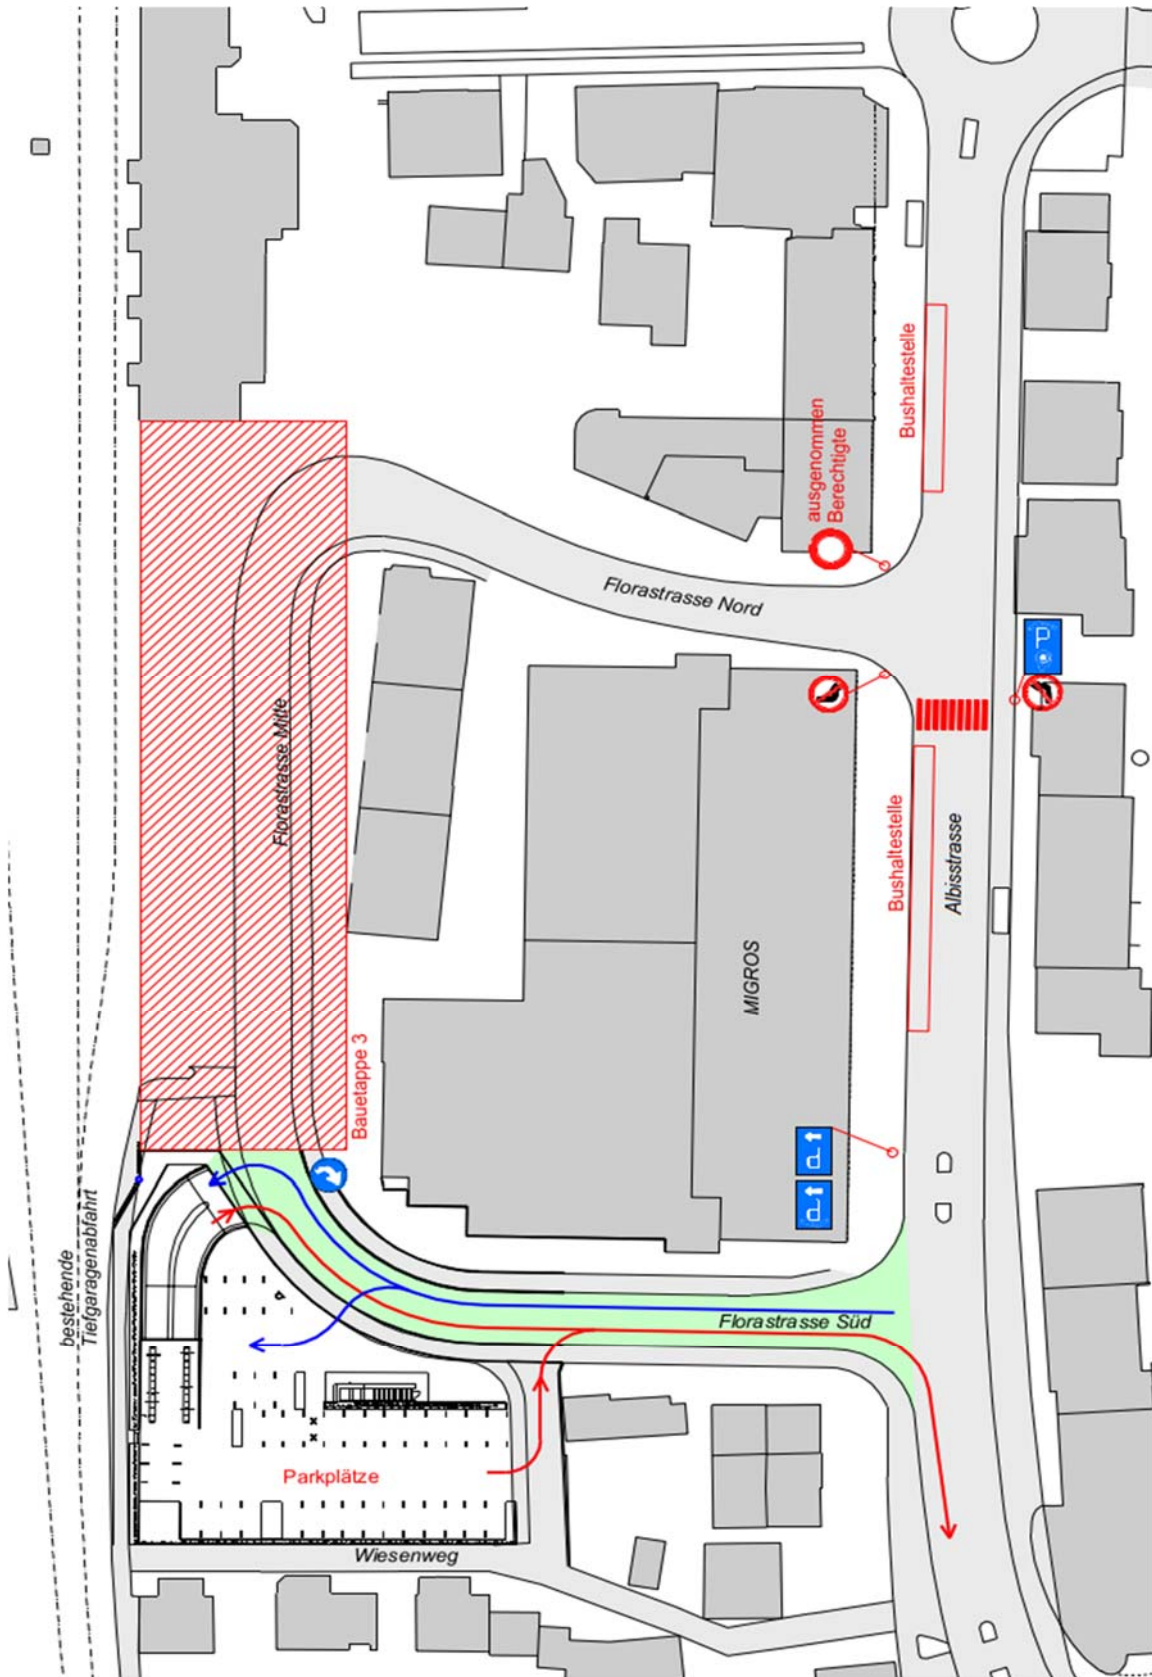 Bushaltestelle
ausgenommen
Berechtigte
Florastrasse Nord
P
Florastrasse Mitte
Bushaltestelle
Albisstrasse
MIGROS
Bauetappe 3
P
P
bestehende
Tiefgaragenabfahrt
Florastrasse Süd
Parkplätze
Wiesenweg